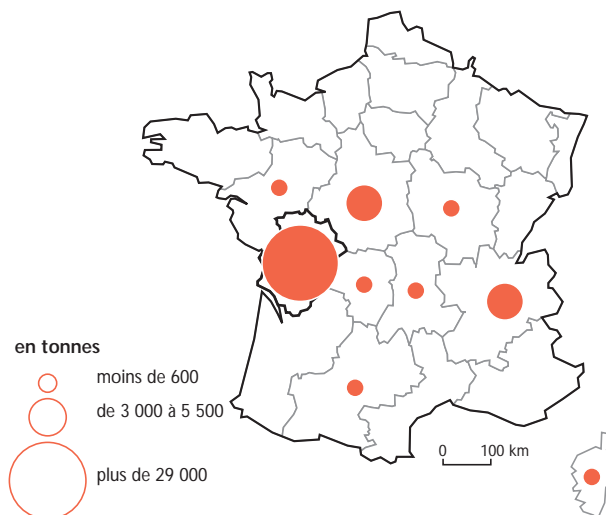 en tonnes
moins de 600
de 3 000 à 5 500
plus de 29 000
0 100 km